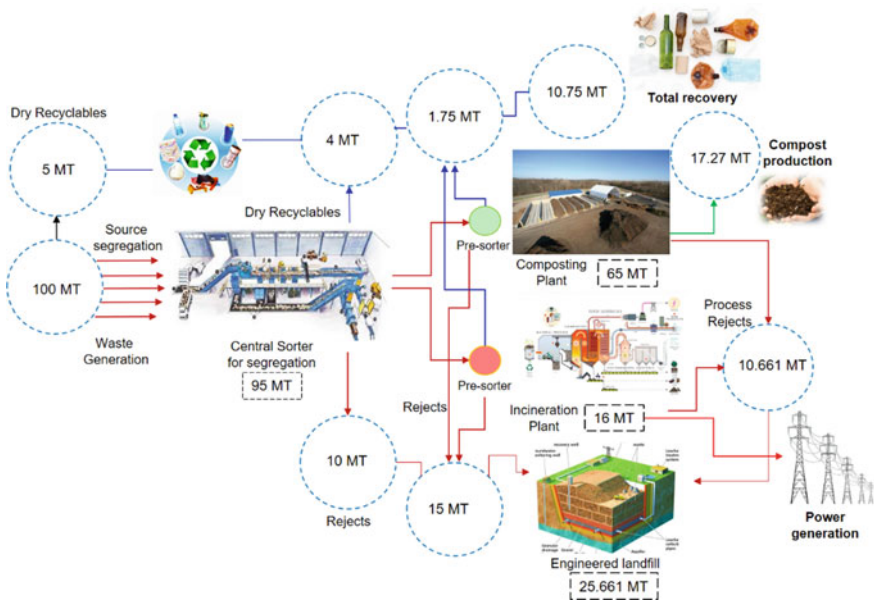 10.75 MT
Total recovery
1.75 MT
4 MT
Dry Recyclables
5 MT
17.27 MT
Compost
production
Dry Recyclables
Source
segregation
Pre-sorter
100 MT
Composting
Plant
65 MT
Process
Rejects
Waste
Generation
Central Sorter
for segregation
95 MT
Pre-sorter
10.661 MT
Rejects
Incineration
Plant
16 MT
10 MT
15 MT
Rejects
Power
generation
Engineered landfill
25.661 MT